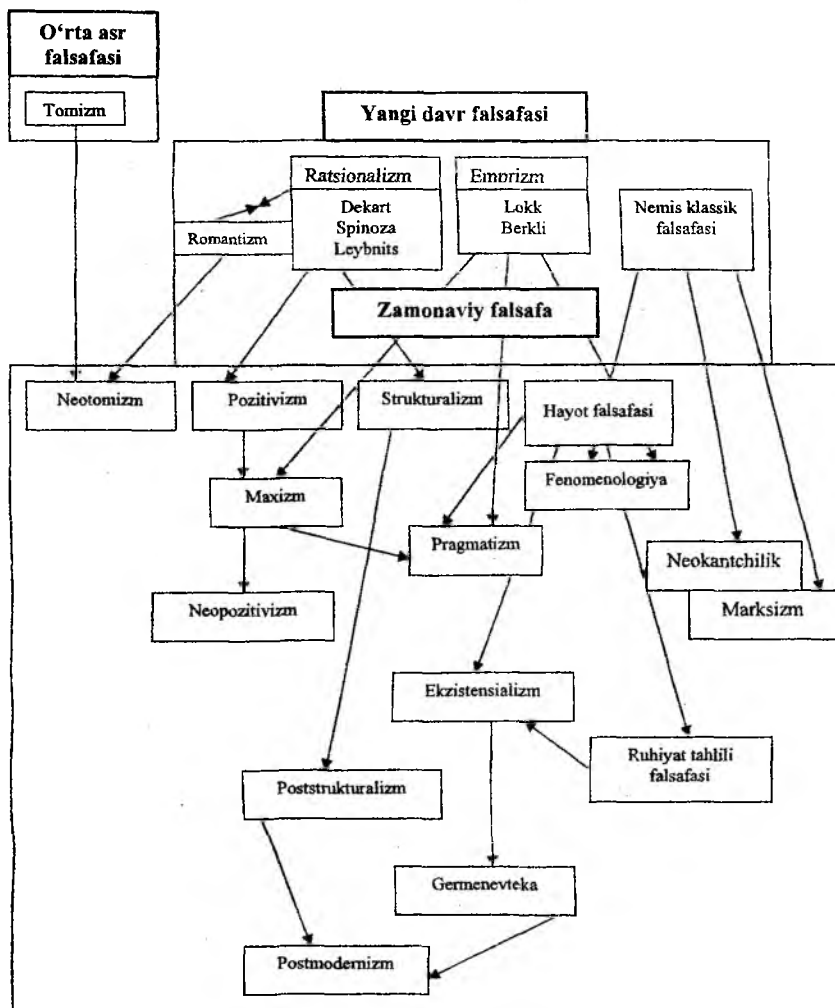 O‘rta asr
falsafasi
Tomizm
Yangi davr falsafasi
Ratsionalizm
Dekart
Spinoza
Leybnits
Emprizm
Lokk
Berkli
Nemis klassik
falsafasi
Romantizm
Zamonaviy falsafa
Neotomizm
Pozitivizm
Strukturalizm
Hayot falsafasi
Fenomenologiya
Maxizm
Pragmatizm
Neokantchilik
Marksizm
Neopozitivizm
Ekzistensializm
Ruhiyat tahlili
falsafasi
Poststrukturalizm
Germenevteka
Postmodernizm